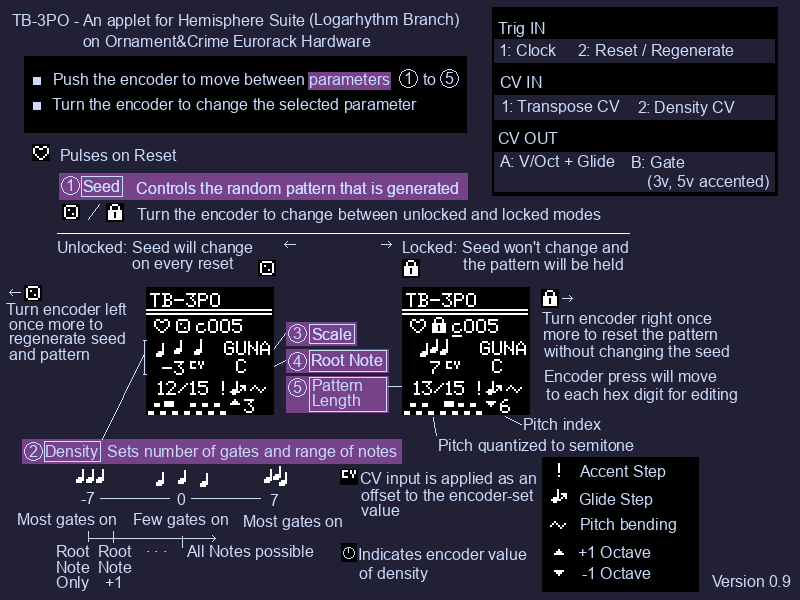 TB-3PO - An applet for Hemisphere Suite (Logarhythm Branch)
on Ornament&Crime Eurorack Hardware
Push the encoder to move between parameters ① to ⑤
Turn the encoder to change the selected parameter
Trig IN
1: Clock 2: Reset / Regenerate
CV IN
1: Transpose CV 2: Density CV
CV OUT
A: V/Oct + Glide B: Gate
(3v, 5v accented)
Pulses on Reset
① Seed Controls the random pattern that is generated
/ Turn the encoder to change between unlocked and locked modes
Unlocked: Seed will change
on every reset
← →
Locked: Seed won't change and
the pattern will be held
←
Turn encoder left
once more to
regenerate seed
and pattern
TB-3PO
c005
GUNA
-3 CV C
12/15 !
3
③ Scale
④ Root Note
⑤ Pattern
Length
TB-3PO
c005
GUNA
7 CV C
13/15 !
6
→
Turn encoder right once
more to reset the pattern
without changing the seed
Encoder press will move
to each hex digit for editing
Pitch index
Pitch quantized to semitone
② Density Sets number of gates and range of notes
-7 0 7
Most gates on Few gates on Most gates on
Root
Note
Only
Root
Note
+1
... All Notes possible
CV CV input is applied as an
offset to the encoder-set
value
Indicates encoder value
of density
! Accent Step
Glide Step
Pitch bending
+1 Octave
-1 Octave
Version 0.9